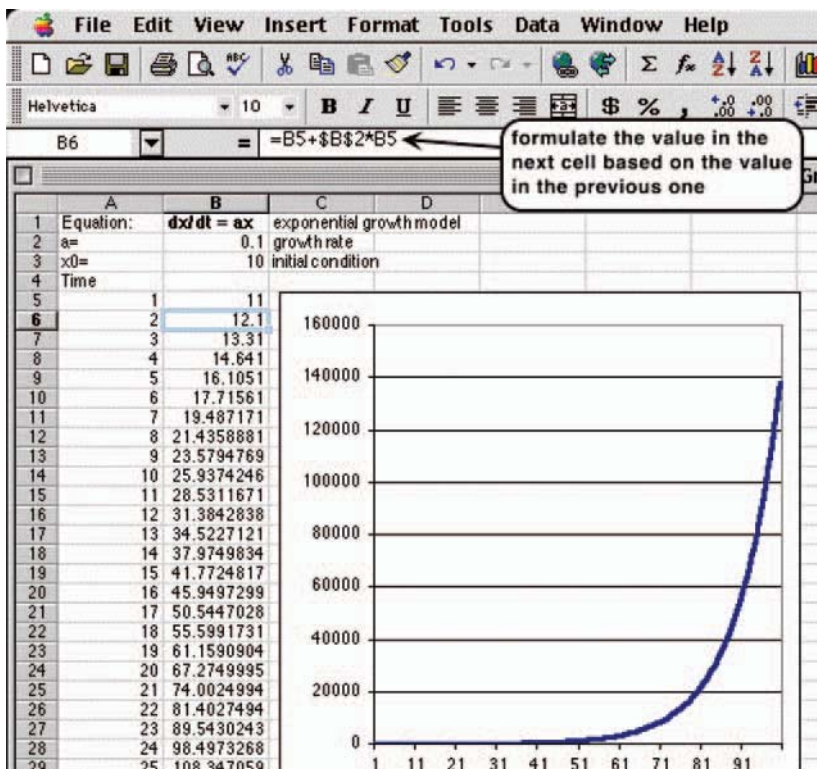 File Edit View Insert Format Tools Data Window Help
ABC
Σ
Helvetica 10 B I U $ % ,
B6 = =B5+$B$2*B5
formulate the value in the
next cell based on the value
in the previous one
A B C D
1 Equation: dx/dt = ax exponential growth model
2 a= 0.1 growth rate
3 x0= 10 initial condition
4 Time
5 1 11
6 2 12.1
7 3 13.31
8 4 14.641
9 5 16.1051
10 6 17.71561
11 7 19.487171
12 8 21.4358881
13 9 23.5794769
14 10 25.9374246
15 11 28.5311671
16 12 31.3842838
17 13 34.5227121
18 14 37.9749834
19 15 41.7724817
20 16 45.9497299
21 17 50.5447028
22 18 55.5991731
23 19 61.1590904
24 20 67.2749995
25 21 74.0024994
26 22 81.4027494
27 23 89.5430243
28 24 98.4973268
29 25 108.347059
160000
140000
120000
100000
80000
60000
40000
20000
0
1 11 21 31 41 51 61 71 81 91